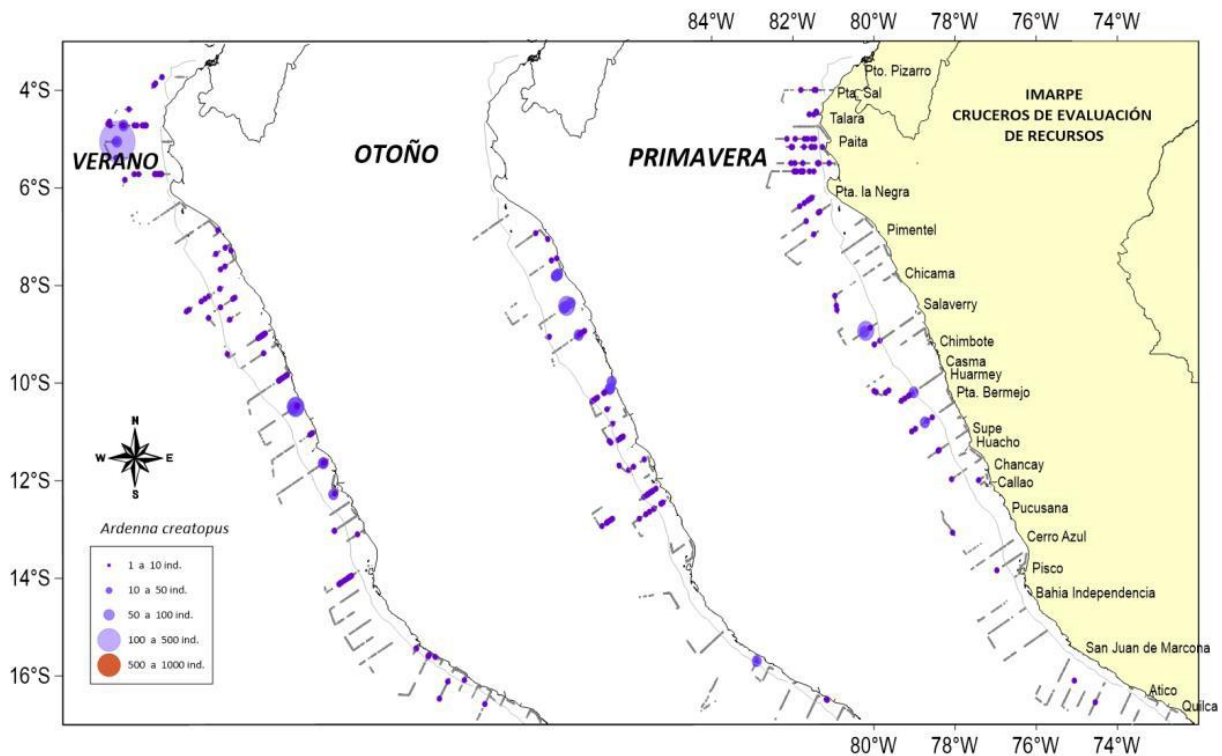 84°W 82°W 80°W 78°W 76°W 74°W
4°S
6°S
8°S
10°S
12°S
14°S
16°S
VERANO
OTOÑO
PRIMAVERA
IMARPE
CRUCEROS DE EVALUACIÓN
DE RECURSOS
Pto. Pizarro
Pta. Sal
Talara
Paita
Pta. la Negra
Pimentel
Chicama
Salaverry
Chimbote
Casma
Huarmey
Pta. Bermejo
Supe
Huacho
Chancay
Callao
Pucusana
Cerro Azul
Pisco
Bahia Independencia
San Juan de Marcona
Atico
Quilca
N
W E
S
Ardenna creatopus
1 a 10 ind.
10 a 50 ind.
50 a 100 ind.
100 a 500 ind.
500 a 1000 ind.
80°W 78°W 76°W 74°W